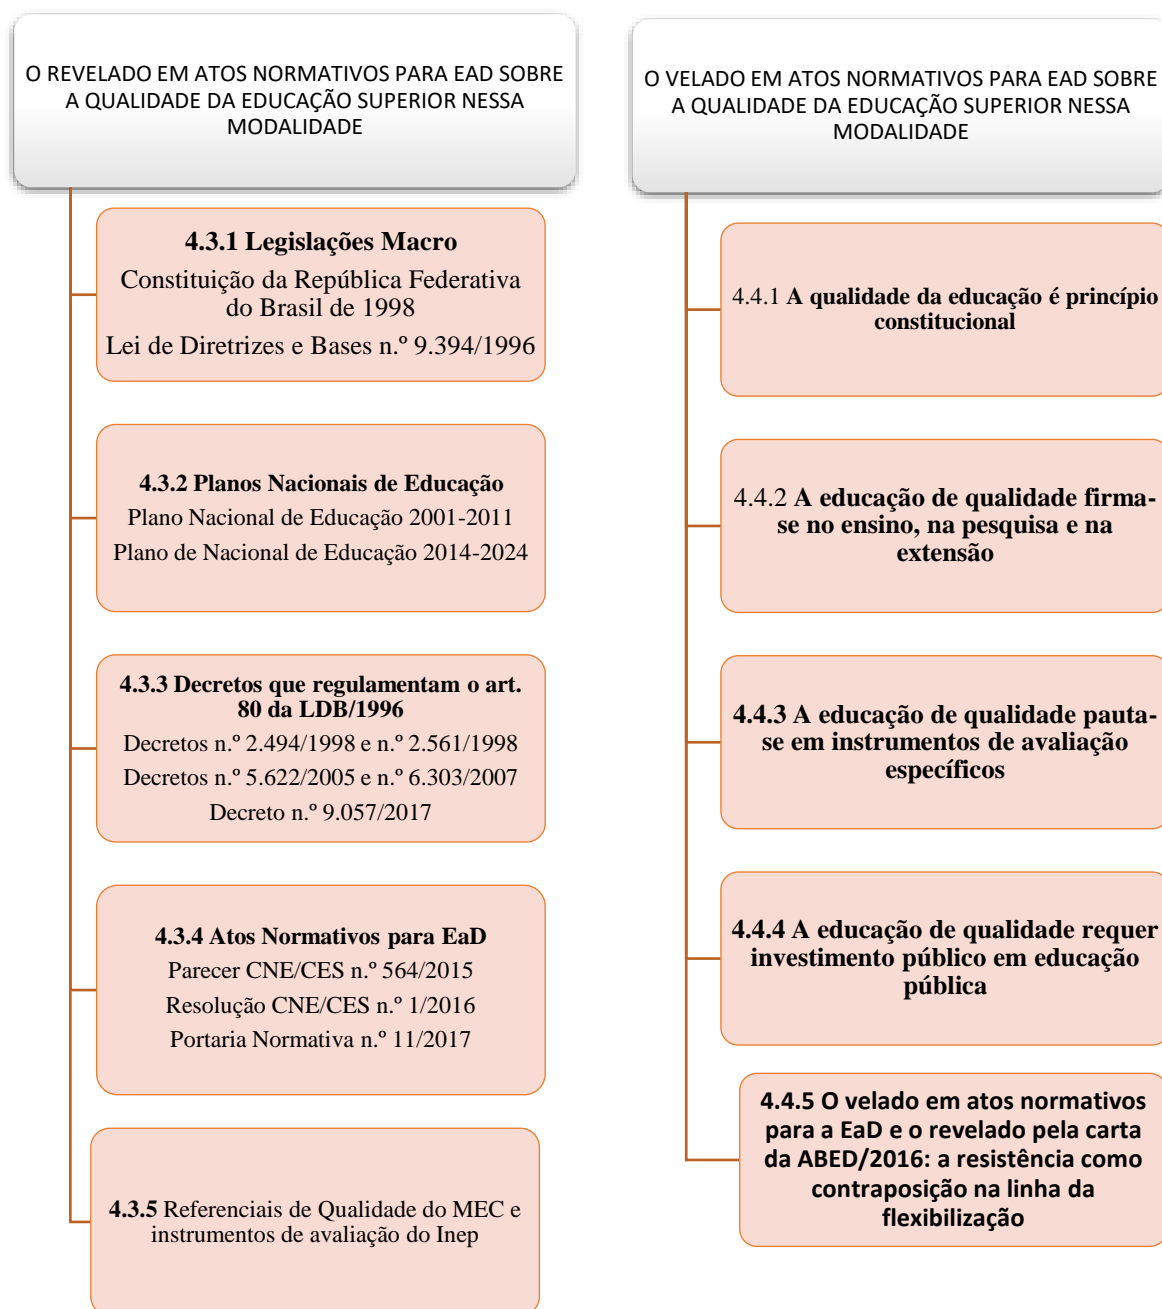 O REVELADO EM ATOS NORMATIVOS PARA EAD SOBRE
A QUALIDADE DA EDUCAÇÃO SUPERIOR NESSA
MODALIDADE
4.3.1 Legislações Macro
Constituição da República Federativa
do Brasil de 1998
Lei de Diretrizes e Bases n.º 9.394/1996
4.3.2 Planos Nacionais de Educação
Plano Nacional de Educação 2001-2011
Plano de Nacional de Educação 2014-2024
4.3.3 Decretos que regulamentam o art.
80 da LDB/1996
Decretos n.º 2.494/1998 e n.º 2.561/1998
Decretos n.º 5.622/2005 e n.º 6.303/2007
Decreto n.º 9.057/2017
4.3.4 Atos Normativos para EaD
Parecer CNE/CES n.º 564/2015
Resolução CNE/CES n.º 1/2016
Portaria Normativa n.º 11/2017
4.3.5 Referenciais de Qualidade do MEC e
instrumentos de avaliação do Inep
O VELADO EM ATOS NORMATIVOS PARA EAD SOBRE
A QUALIDADE DA EDUCAÇÃO SUPERIOR NESSA
MODALIDADE
4.4.1 A qualidade da educação é princípio
constitucional
4.4.2 A educação de qualidade firma-
se no ensino, na pesquisa e na
extensão
4.4.3 A educação de qualidade pauta-
se em instrumentos de avaliação
específicos
4.4.4 A educação de qualidade requer
investimento público em educação
pública
4.4.5 O velado em atos normativos
para a EaD e o revelado pela carta
da ABED/2016: a resistência como
contraposição na linha da
flexibilização